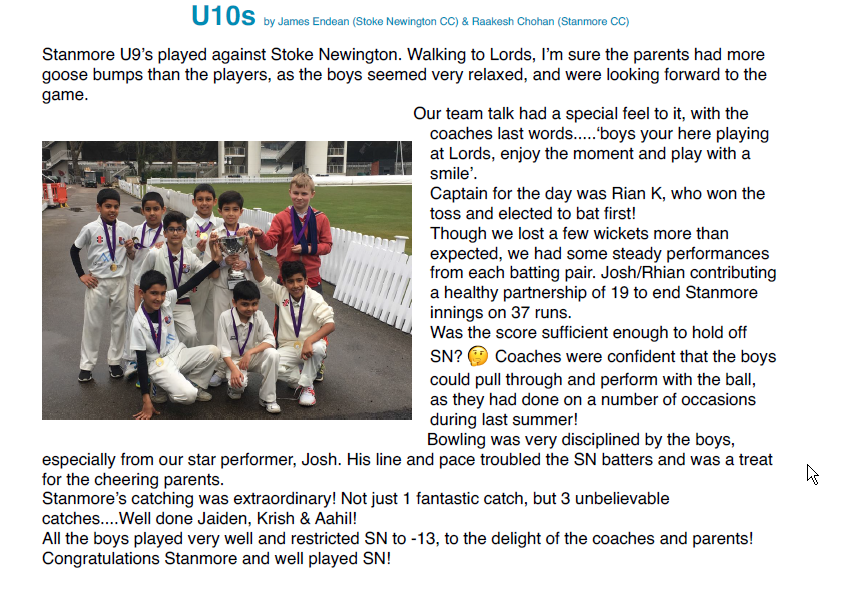 U10s by James Endean (Stoke Newington CC) & Raakesh Chohan (Stanmore CC)
Stanmore U9’s played against Stoke Newington. Walking to Lords, I’m sure the parents had more
goose bumps than the players, as the boys seemed very relaxed, and were looking forward to the
game.
Our team talk had a special feel to it, with the
coaches last words.....‘boys your here playing
at Lords, enjoy the moment and play with a
smile’.
Captain for the day was Rian K, who won the
toss and elected to bat first!
Though we lost a few wickets more than
expected, we had some steady performances
from each batting pair. Josh/Rhian contributing
a healthy partnership of 19 to end Stanmore
innings on 37 runs.
Was the score sufficient enough to hold off
SN? 🤔 Coaches were confident that the boys
could pull through and perform with the ball,
as they had done on a number of occasions
during last summer!
Bowling was very disciplined by the boys,
especially from our star performer, Josh. His line and pace troubled the SN batters and was a treat
for the cheering parents.
Stanmore’s catching was extraordinary! Not just 1 fantastic catch, but 3 unbelievable
catches....Well done Jaiden, Krish & Aahil!
All the boys played very well and restricted SN to -13, to the delight of the coaches and parents!
Congratulations Stanmore and well played SN!